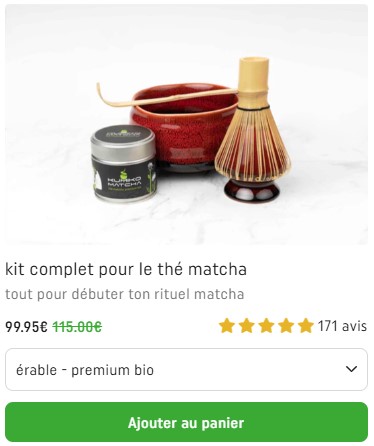 KUMIKO
MATCHA
kit complet pour le thé matcha
tout pour débuter ton rituel matcha
99.95€ 115.00€
171 avis
érable - premium bio
Ajouter au panier